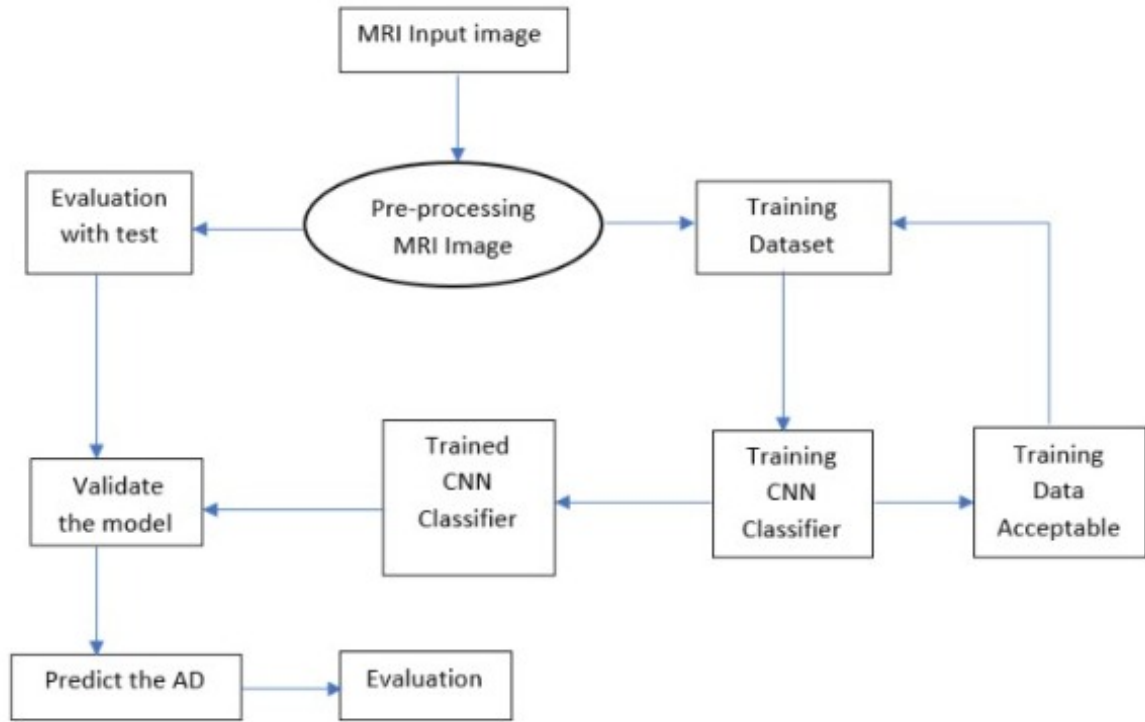 MRI Input image
Evaluation
with test
Pre-processing
MRI Image
Training
Dataset
Validate
the model
Trained
CNN
Classifier
Training
CNN
Classifier
Training
Data
Acceptable
Predict the AD
Evaluation